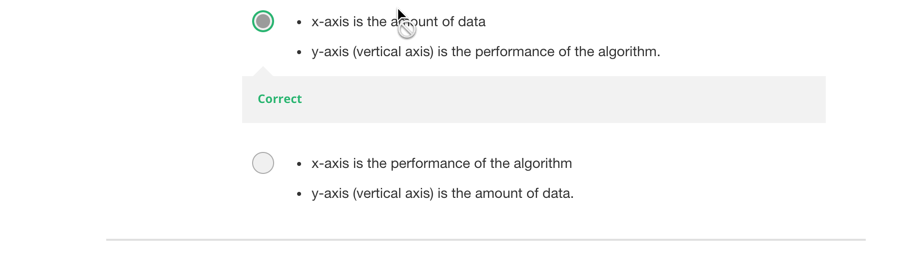 x-axis is the amount of data
y-axis (vertical axis) is the performance of the algorithm.
Correct
x-axis is the performance of the algorithm
y-axis (vertical axis) is the amount of data.